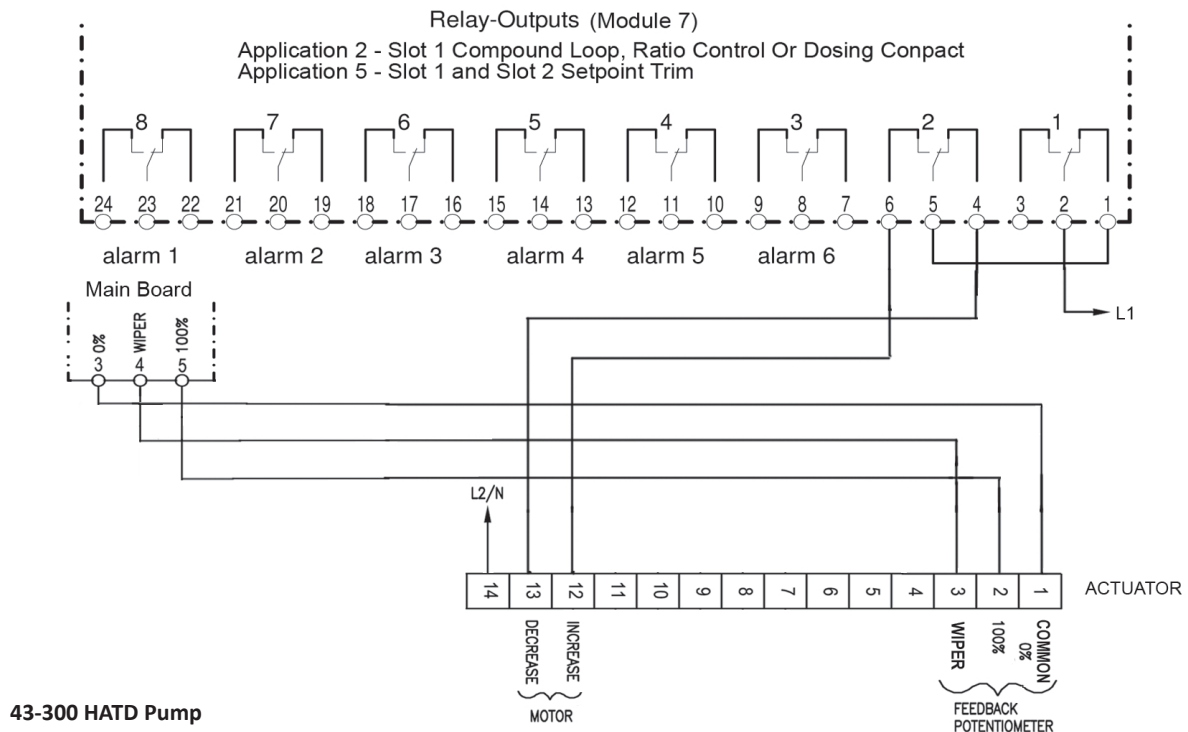 Relay-Outputs (Module 7)
Application 2 - Slot 1 Compound Loop, Ratio Control Or Dosing Conpact
Application 5 - Slot 1 and Slot 2 Setpoint Trim
8 7 6 5 4 3 2 1
24 23 22 21 20 19 18 17 16 15 14 13 12 11 10 9 8 7 6 5 4 3 2 1
alarm 1 alarm 2 alarm 3 alarm 4 alarm 5 alarm 6
Main Board
0% WIPER 100%
3 4 5
L1
L2/N
14 13 12 11 10 9 8 7 6 5 4 3 2 1
ACTUATOR
DECREASE
INCREASE
MOTOR
WIPER
100%
COMMON
0%
FEEDBACK
POTENTIOMETER
43-300 HATD Pump